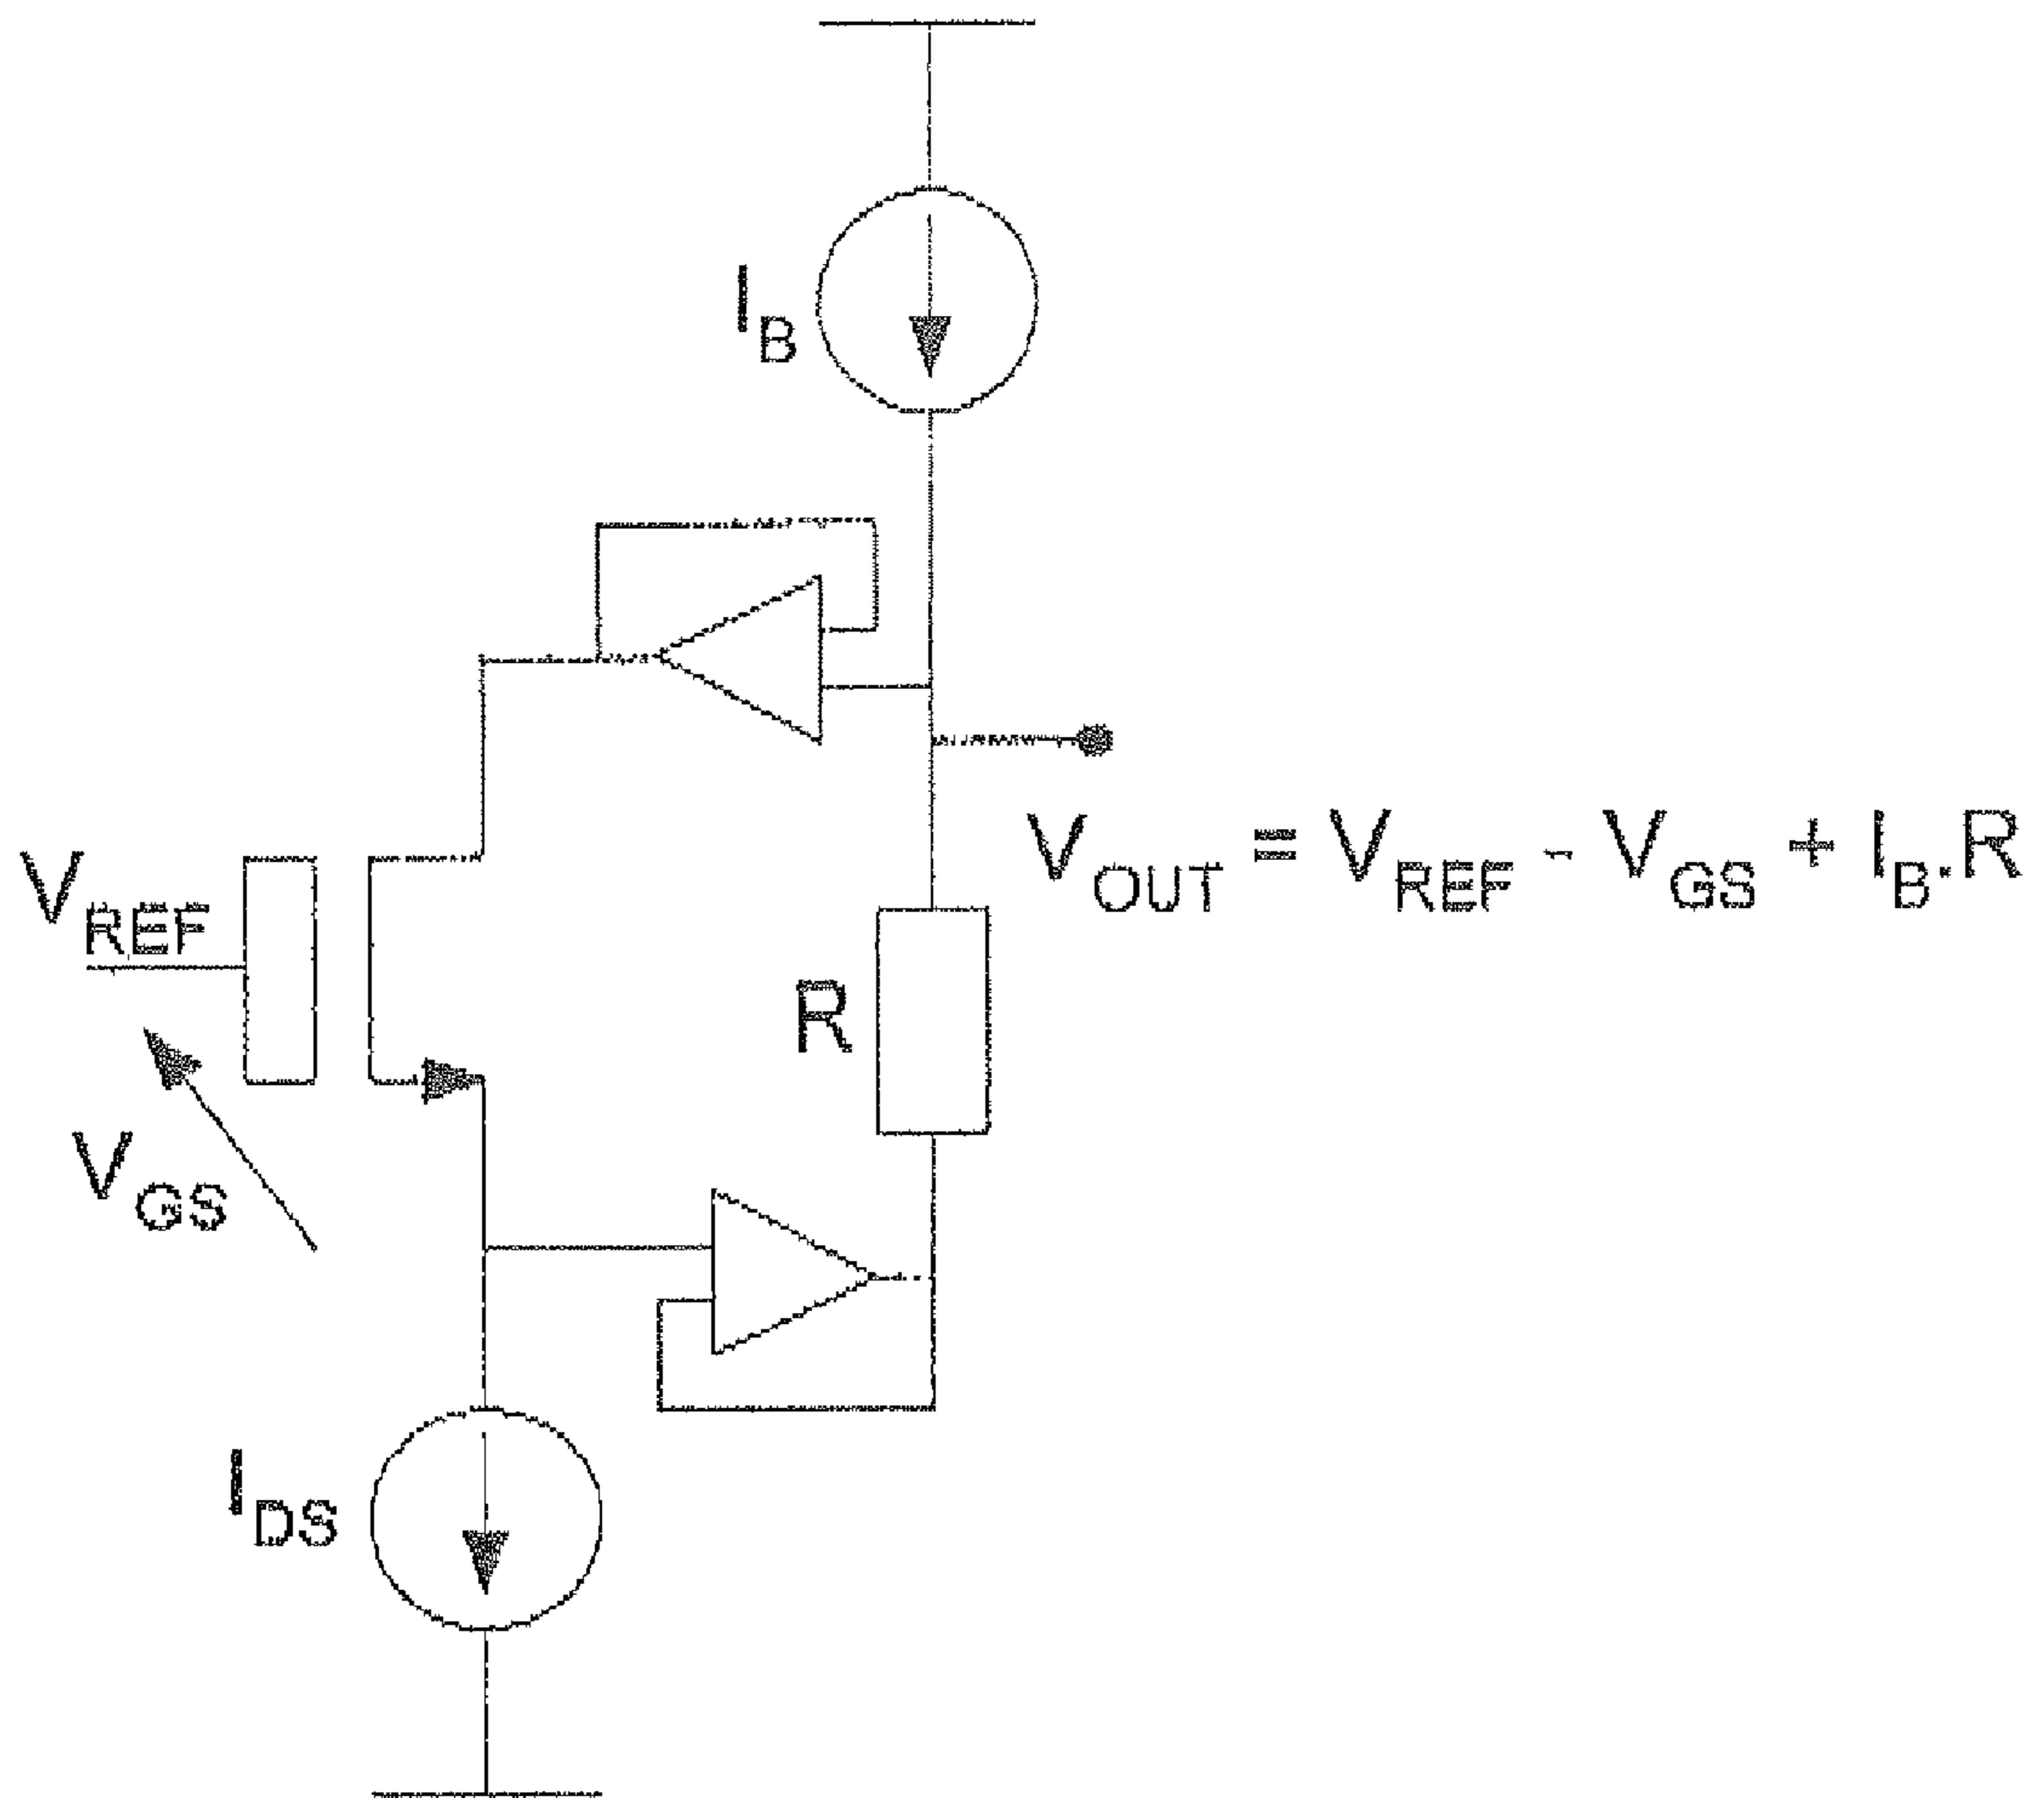 I_B
V_REF
V_OUT = V_REF - V_GS + I_B.R
R
V_GS
I_DS